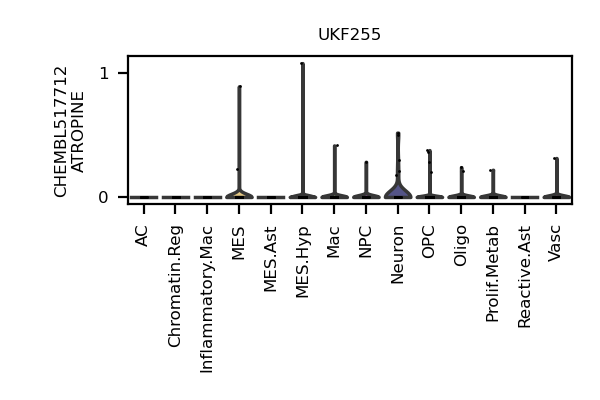 UKF255
CHEMBL517712
ATROPINE
1
0
AC
Chromatin.Reg
Inflammatory.Mac
MES
MES.Ast
MES.Hyp
Mac
NPC
Neuron
OPC
Oligo
Prolif.Metab
Reactive.Ast
Vasc